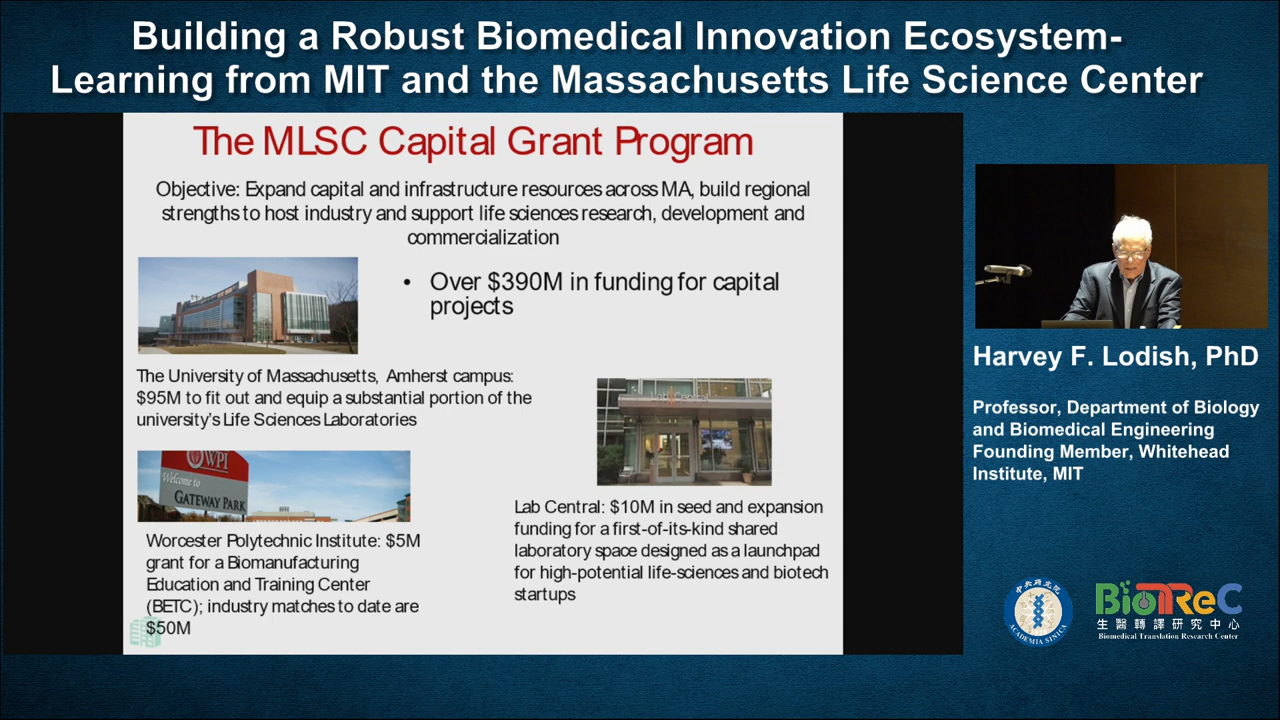 Building a Robust Biomedical Innovation Ecosystem-
Learning from MIT and the Massachusetts Life Science Center
The MLSC Capital Grant Program
Objective: Expand capital and infrastructure resources across MA, build regional
strengths to host industry and support life sciences research, development and
commercialization
• Over $390M in funding for capital
projects
The University of Massachusetts, Amherst campus:
$95M to fit out and equip a substantial portion of the
university's Life Sciences Laboratories
WPI
Welcome to
GATEWAY PARK
Worcester Polytechnic Institute: $5M
grant for a Biomanufacturing
Education and Training Center
(BETC); industry matches to date are
$50M
Lab Central: $10M in seed and expansion
funding for a first-of-its-kind shared
laboratory space designed as a launchpad
for high-potential life-sciences and biotech
startups
Harvey F. Lodish, PhD
Professor, Department of Biology
and Biomedical Engineering
Founding Member, Whitehead
Institute, MIT
中央研究院
ACADEMIA SINICA
BioTReC
生醫轉譯研究中心
Biomedical Translation Research Center